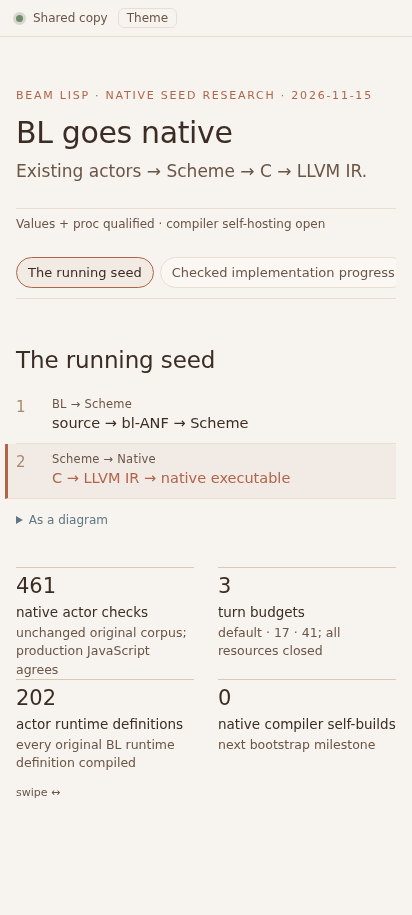 Shared copy
Theme
BEAM LISP · NATIVE SEED RESEARCH · 2026-11-15
BL goes native
Existing actors → Scheme → C → LLVM IR.
Values + proc qualified · compiler self-hosting open
The running seed
Checked implementation progress
The running seed
1
BL → Scheme
source → bl-ANF → Scheme
2
Scheme → Native
C → LLVM IR → native executable
As a diagram
461
native actor checks
unchanged original corpus;
production JavaScript
agrees
3
turn budgets
default · 17 · 41; all
resources closed
202
actor runtime definitions
every original BL runtime
definition compiled
0
native compiler self-builds
next bootstrap milestone
swipe ↔